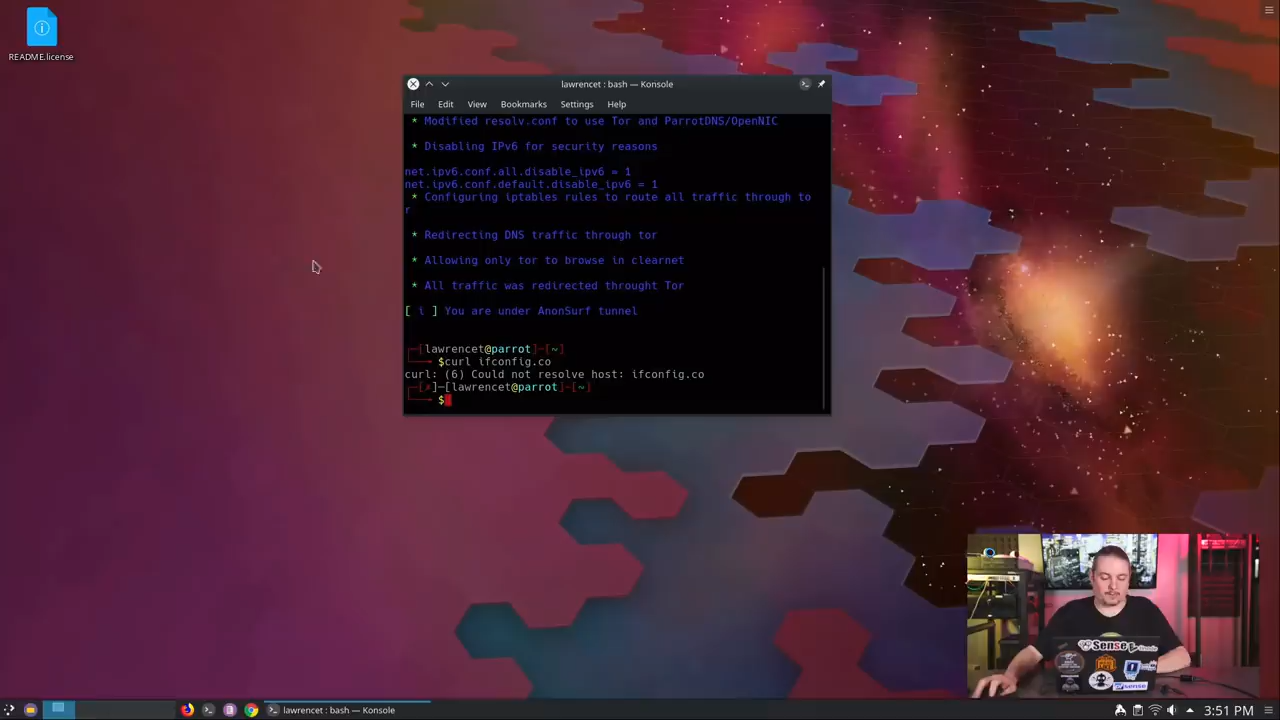 README.license
lawrencet : bash — Konsole
File Edit View Bookmarks Settings Help
* Modified resolv.conf to use Tor and ParrotDNS/OpenNIC
* Disabling IPv6 for security reasons
net.ipv6.conf.all.disable_ipv6 = 1
net.ipv6.conf.default.disable_ipv6 = 1
* Configuring iptables rules to route all traffic through to
r
* Redirecting DNS traffic through tor
* Allowing only tor to browse in clearnet
* All traffic was redirected throught Tor
[ i ] You are under AnonSurf tunnel
┌─[lawrencet@parrot]─[~]
└──╼ $curl ifconfig.co
curl: (6) Could not resolve host: ifconfig.co
┌─[✗]─[lawrencet@parrot]─[~]
└──╼ $
Sense
pfsense
lawrencet : bash — Konsole
3:51 PM